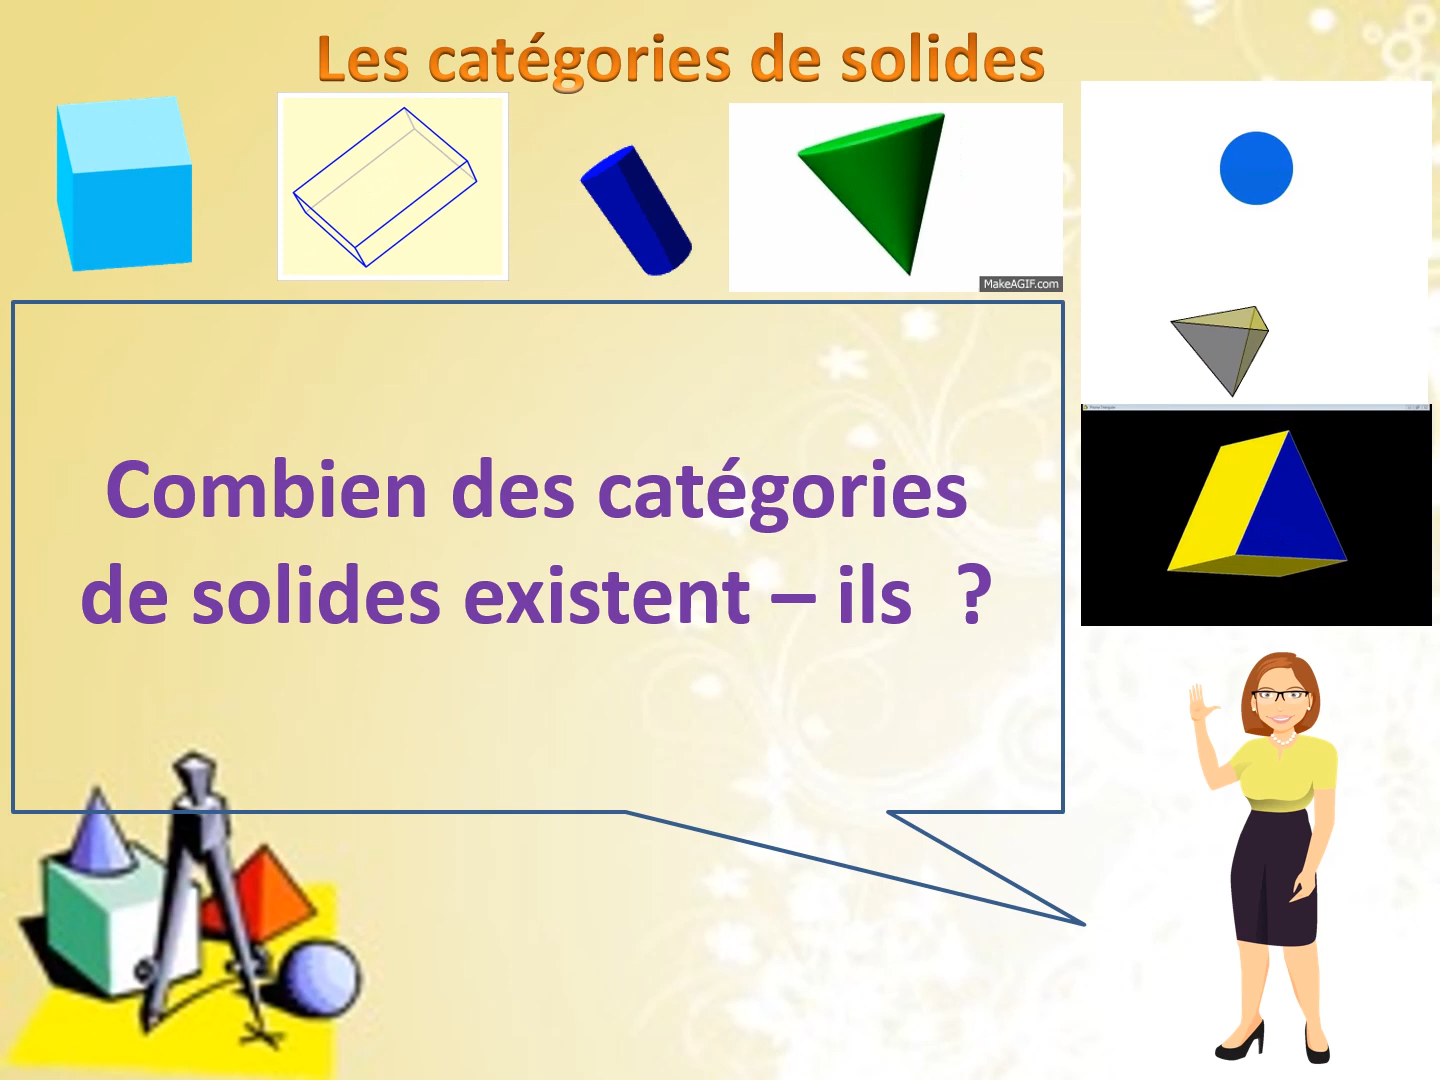 Les catégories de solides
MakeAGIF.com
Combien des catégories
de solides existent – ils  ?